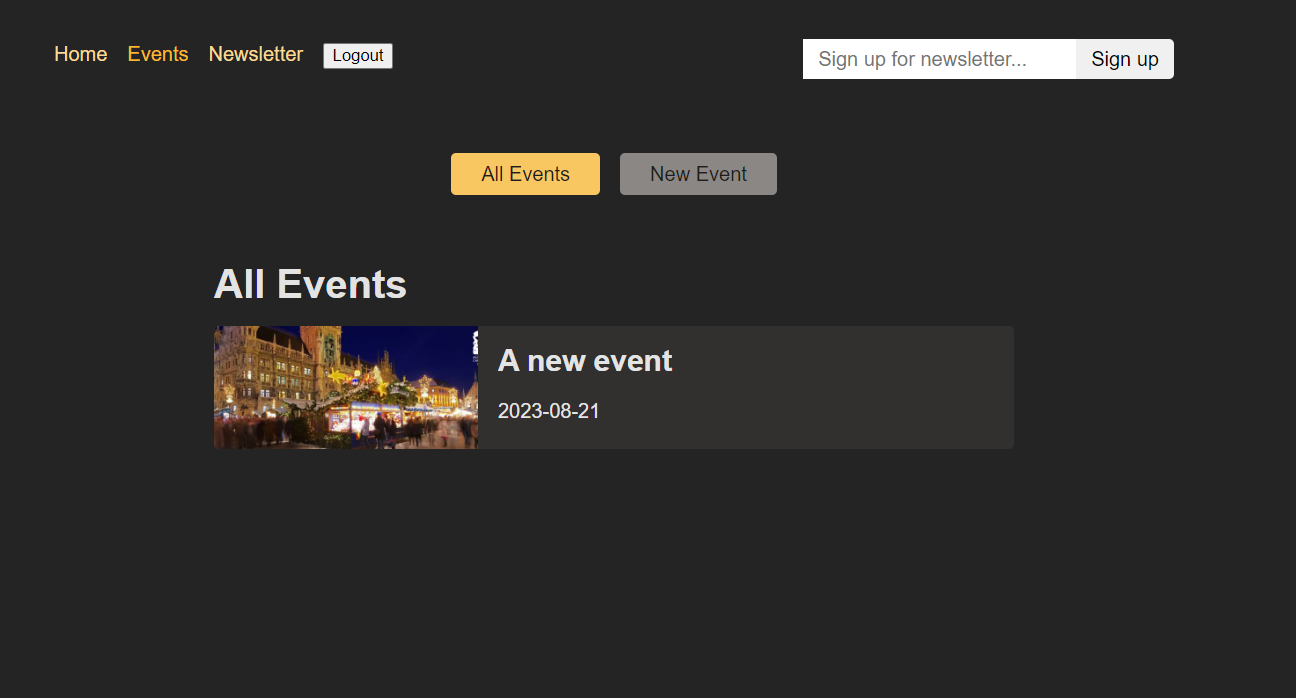 Home Events Newsletter Logout Sign up for newsletter... Sign up
All Events New Event
All Events
A new event
2023-08-21